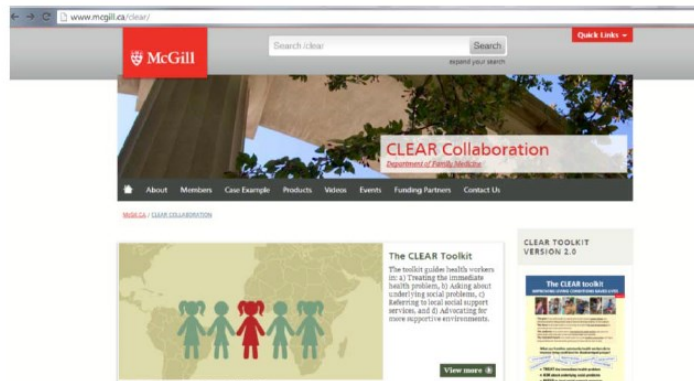 www.mcgill.ca/clear/
Quick Links
McGill
Search /clear/
Search
expand your search
CLEAR Collaboration
Department of Family Medicine
About Members Case Example Products Videos Events Funding Partners Contact Us
McGill.CA / CLEAR COLLABORATION
The CLEAR Toolkit
The toolkit guides health workers
in: a) Treating the immediate
health problem, b) Asking about
underlying social problems, c)
Referring to local social support
services, and d) Advocating for
more supportive environments.
View more
CLEAR TOOLKIT
VERSION 2.0
The CLEAR toolkit